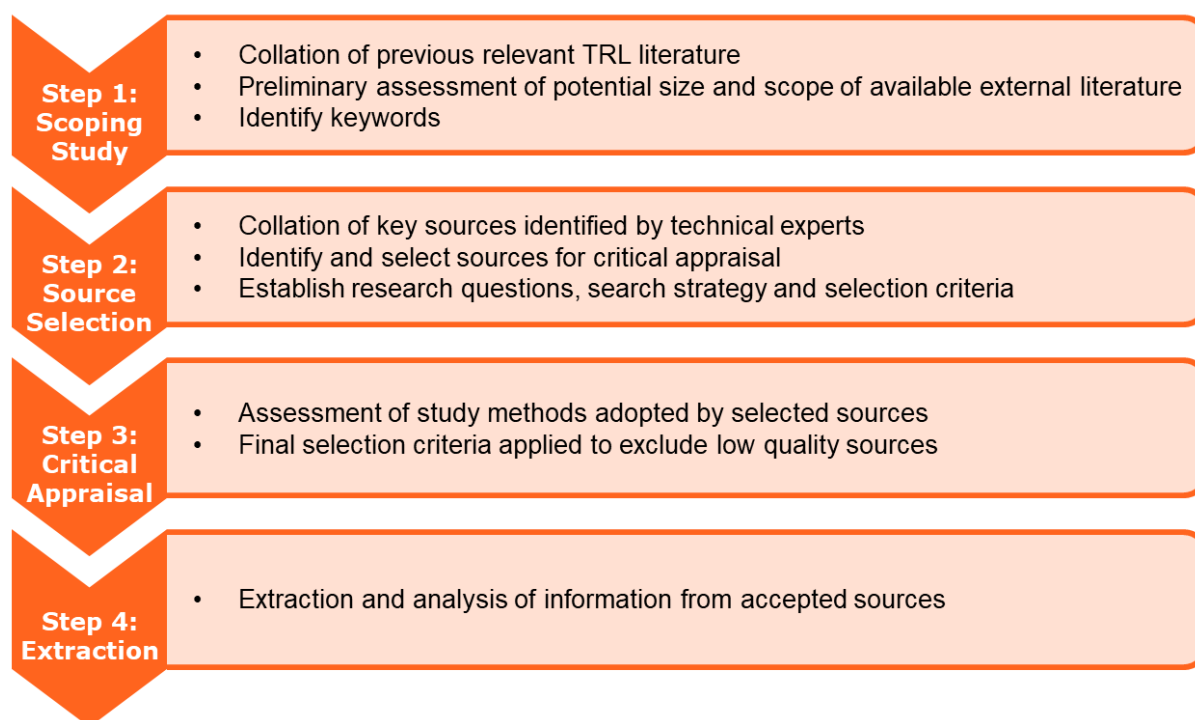 Step 1:
Scoping
Study
• Collation of previous relevant TRL literature
• Preliminary assessment of potential size and scope of available external literature
• Identify keywords
Step 2:
Source
Selection
• Collation of key sources identified by technical experts
• Identify and select sources for critical appraisal
• Establish research questions, search strategy and selection criteria
Step 3:
Critical
Appraisal
• Assessment of study methods adopted by selected sources
• Final selection criteria applied to exclude low quality sources
Step 4:
Extraction
• Extraction and analysis of information from accepted sources